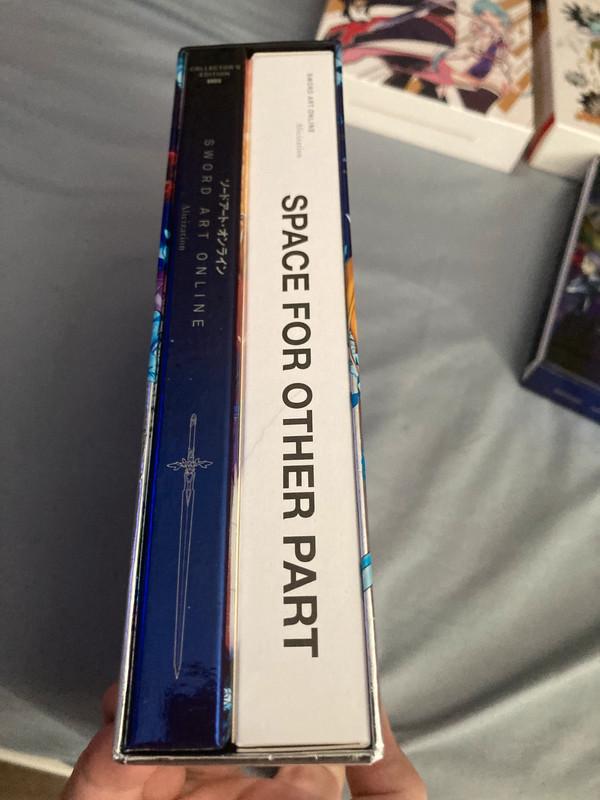 COLLECTOR'S
EDITION
ソードアート・オンライン
SWORD ART ONLINE
Alicization
SWORD ART ONLINE
Alicization
SPACE FOR OTHER PART